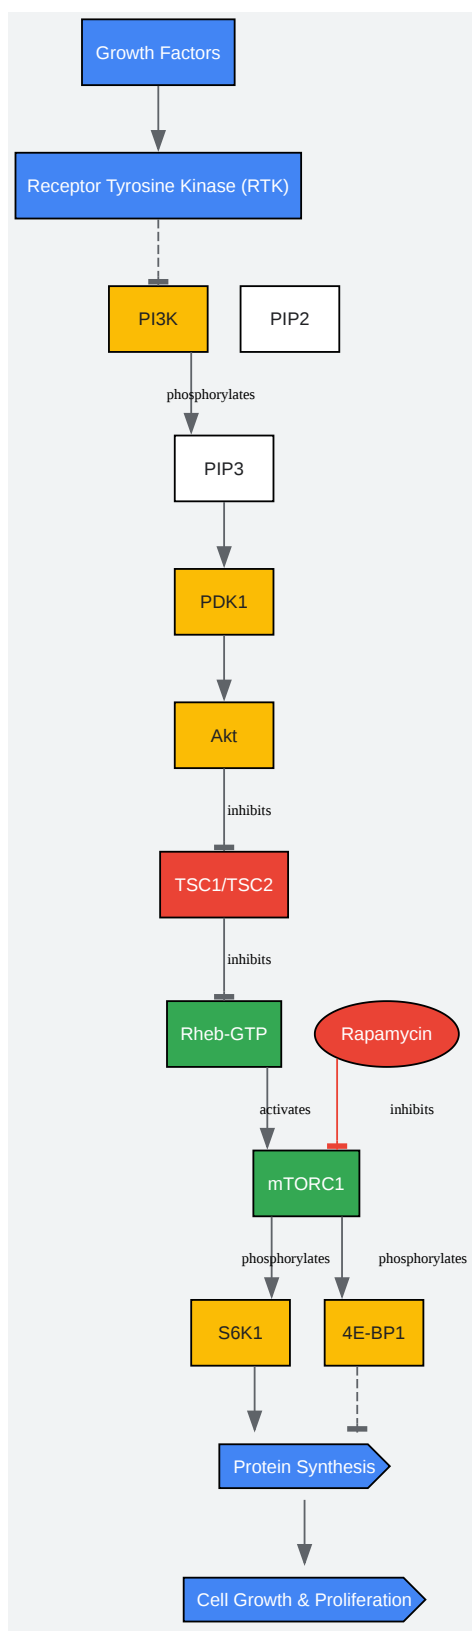 Growth Factors
Receptor Tyrosine Kinase (RTK)
PI3K
PIP2
phosphorylates
PIP3
PDK1
Akt
inhibits
TSC1/TSC2
inhibits
Rheb-GTP
Rapamycin
activates
inhibits
mTORC1
phosphorylates
phosphorylates
S6K1
4E-BP1
Protein Synthesis
Cell Growth & Proliferation